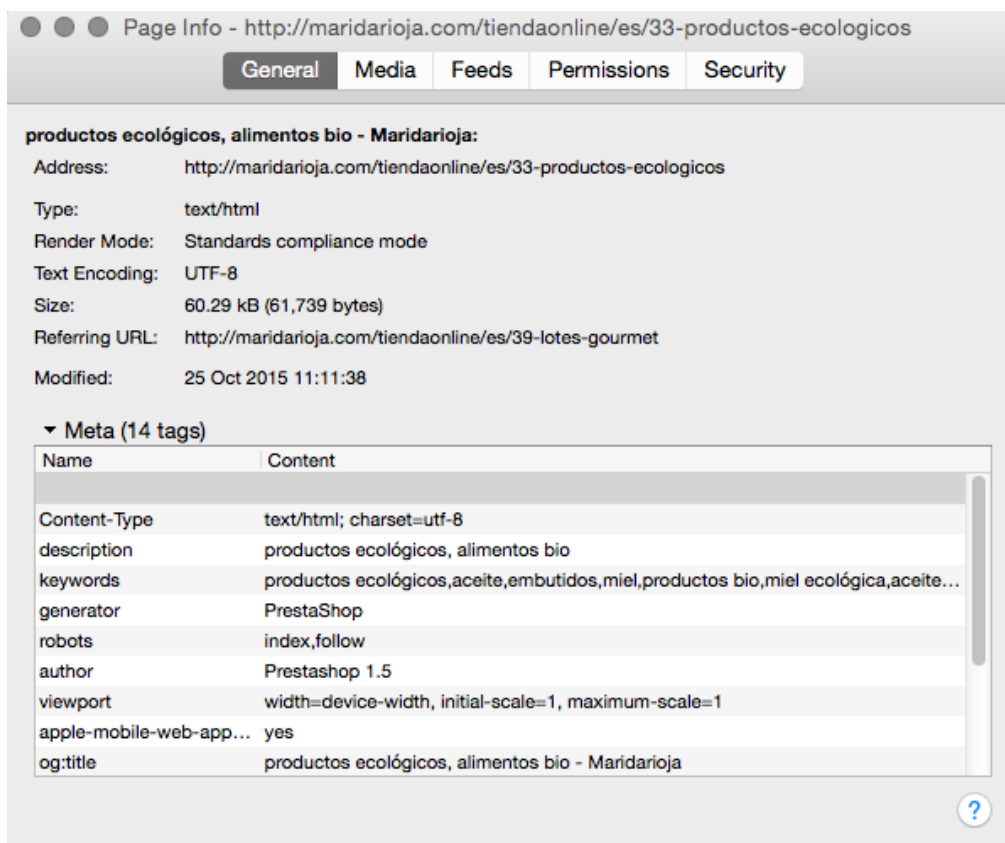 Page Info - http://maridarioja.com/tiendaonline/es/33-productos-ecologicos
General Media Feeds Permissions Security
productos ecológicos, alimentos bio - Maridarioja:
Address: http://maridarioja.com/tiendaonline/es/33-productos-ecologicos
Type: text/html
Render Mode: Standards compliance mode
Text Encoding: UTF-8
Size: 60.29 kB (61,739 bytes)
Referring URL: http://maridarioja.com/tiendaonline/es/39-lotes-gourmet
Modified: 25 Oct 2015 11:11:38
Meta (14 tags)
Name Content
Content-Type text/html; charset=utf-8
description productos ecológicos, alimentos bio
keywords productos ecológicos,aceite,embutidos,miel,productos bio,miel ecológica,aceite…
generator PrestaShop
robots index,follow
author Prestashop 1.5
viewport width=device-width, initial-scale=1, maximum-scale=1
apple-mobile-web-app… yes
og:title productos ecológicos, alimentos bio - Maridarioja
?